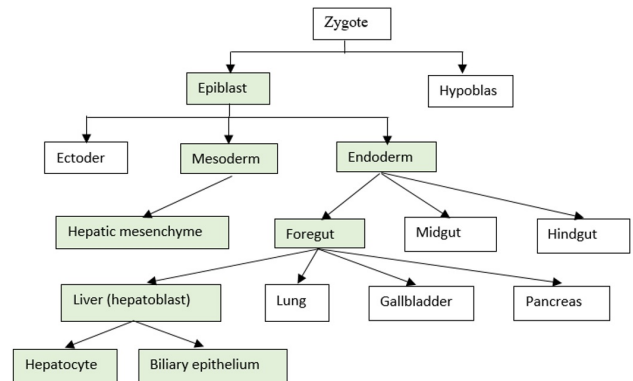 Zygote
Epiblast
Hypoblas
Ectoder
Mesoderm
Endoderm
Hepatic mesenchyme
Foregut
Midgut
Hindgut
Liver (hepatoblast)
Lung
Gallbladder
Pancreas
Hepatocyte
Biliary epithelium